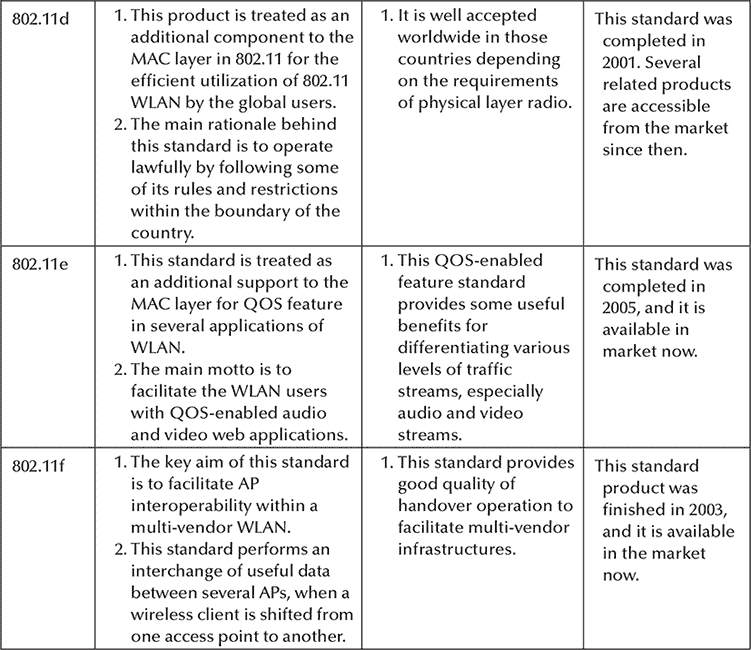 802.11d
1. This product is treated as an
additional component to the
MAC layer in 802.11 for the
efficient utilization of 802.11
WLAN by the global users.
2. The main rationale behind
this standard is to operate
lawfully by following some
of its rules and restrictions
within the boundary of the
country.
1. It is well accepted
worldwide in those
countries depending
on the requirements
of physical layer radio.
This standard was
completed in
2001. Several
related products
are accessible
from the market
since then.
802.11e
1. This standard is treated as
an additional support to the
MAC layer for QOS feature
in several applications of
WLAN.
2. The main motto is to
facilitate the WLAN users
with QOS-enabled audio
and video web applications.
1. This QOS-enabled
feature standard
provides some useful
benefits for
differentiating various
levels of traffic
streams, especially
audio and video
streams.
This standard was
completed in
2005, and it is
available in
market now.
802.11f
1. The key aim of this standard
is to facilitate AP
interoperability within a
multi-vendor WLAN.
2. This standard performs an
interchange of useful data
between several APs, when a
wireless client is shifted from
one access point to another.
1. This standard provides
good quality of
handover operation to
facilitate multi-vendor
infrastructures.
This standard
product was
finished in 2003,
and it is available
in the market
now.